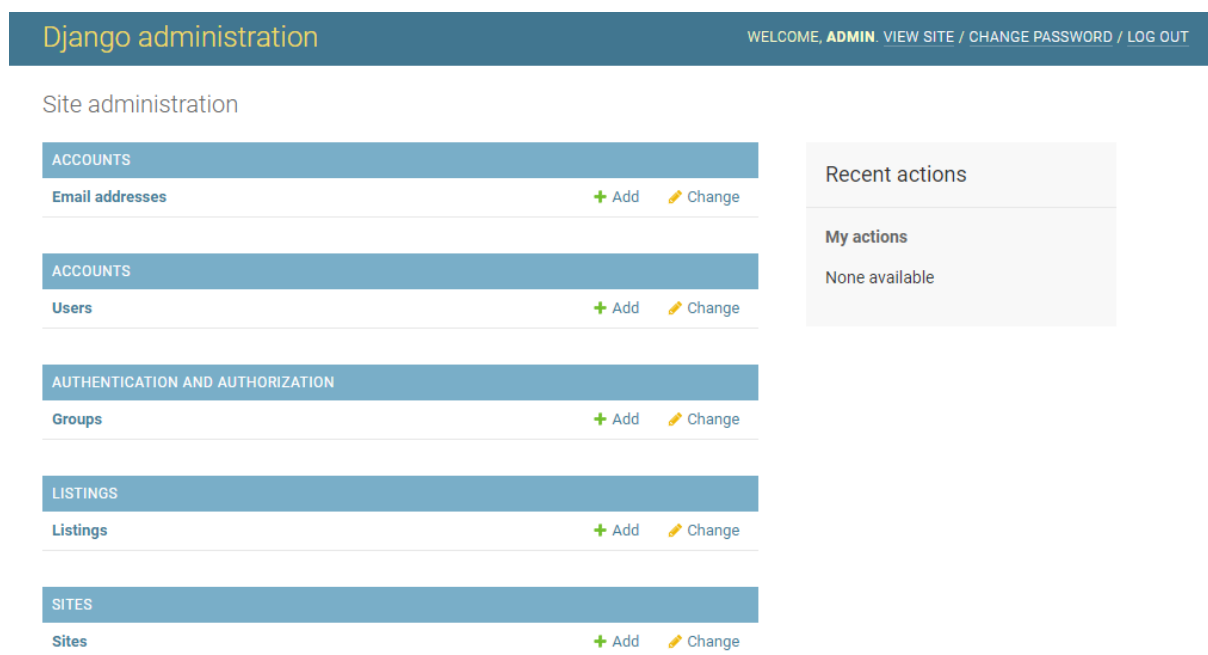 Django administration
WELCOME, ADMIN. VIEW SITE / CHANGE PASSWORD / LOG OUT
Site administration
ACCOUNTS
Email addresses Add Change
ACCOUNTS
Users Add Change
AUTHENTICATION AND AUTHORIZATION
Groups Add Change
LISTINGS
Listings Add Change
SITES
Sites Add Change
Recent actions
My actions
None available